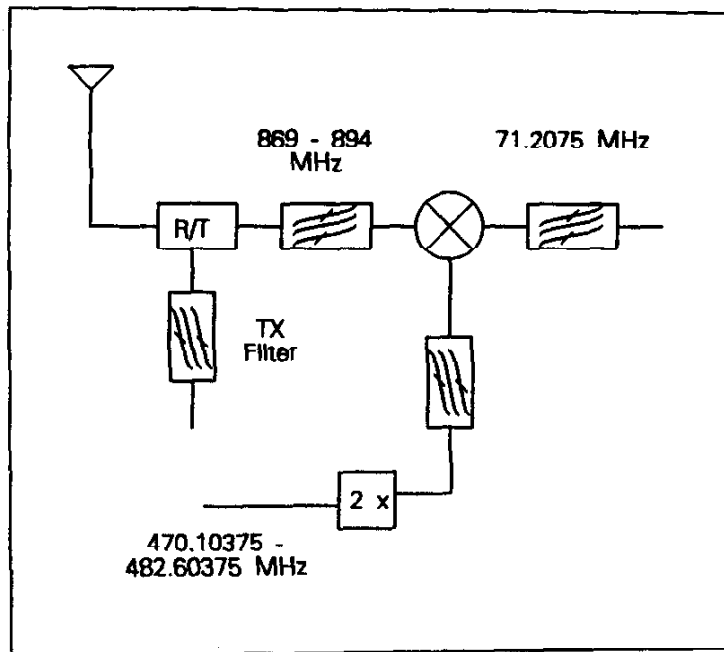 869 - 894
MHz
71.2075 MHz
R/T
TX
Filter
2 x
470.10375 -
482.60375 MHz